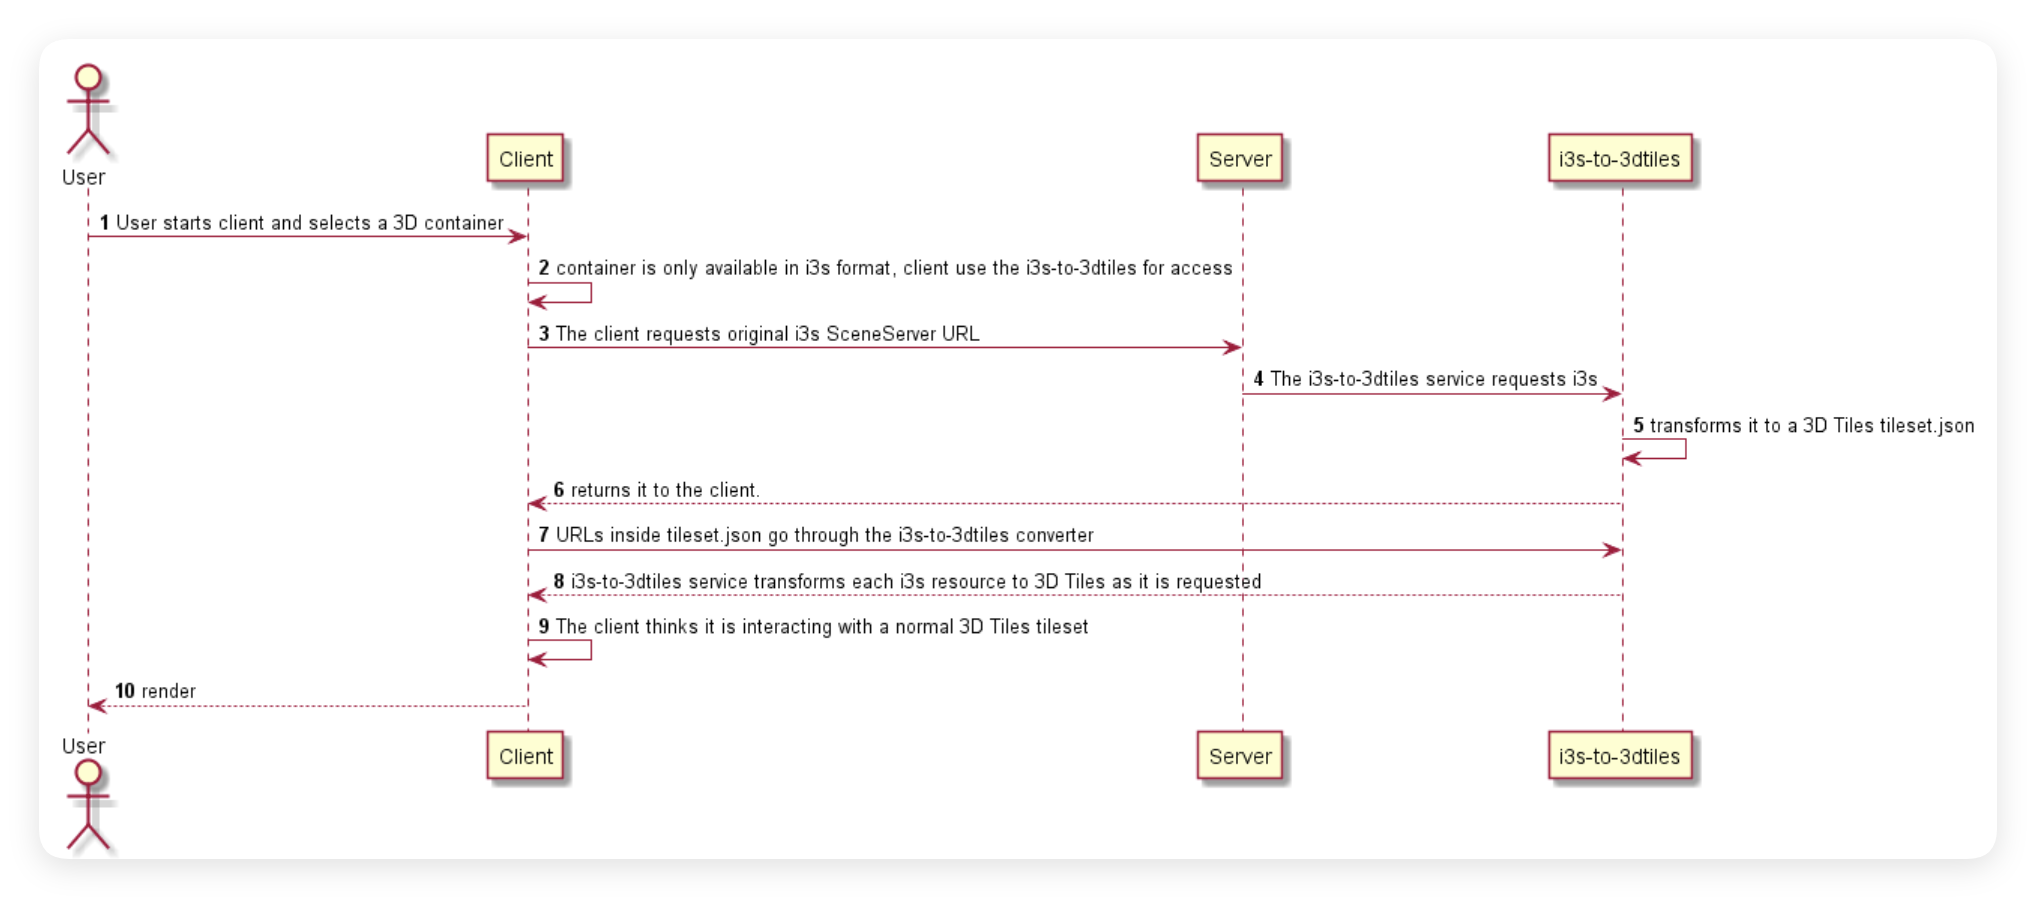 User
Client
Server
i3s-to-3dtiles
1 User starts client and selects a 3D container
2 container is only available in i3s format, client use the i3s-to-3dtiles for access
3 The client requests original i3s SceneServer URL
4 The i3s-to-3dtiles service requests i3s
5 transforms it to a 3D Tiles tileset.json
6 returns it to the client.
7 URLs inside tileset.json go through the i3s-to-3dtiles converter
8 i3s-to-3dtiles service transforms each i3s resource to 3D Tiles as it is requested
9 The client thinks it is interacting with a normal 3D Tiles tileset
10 render
User
Client
Server
i3s-to-3dtiles